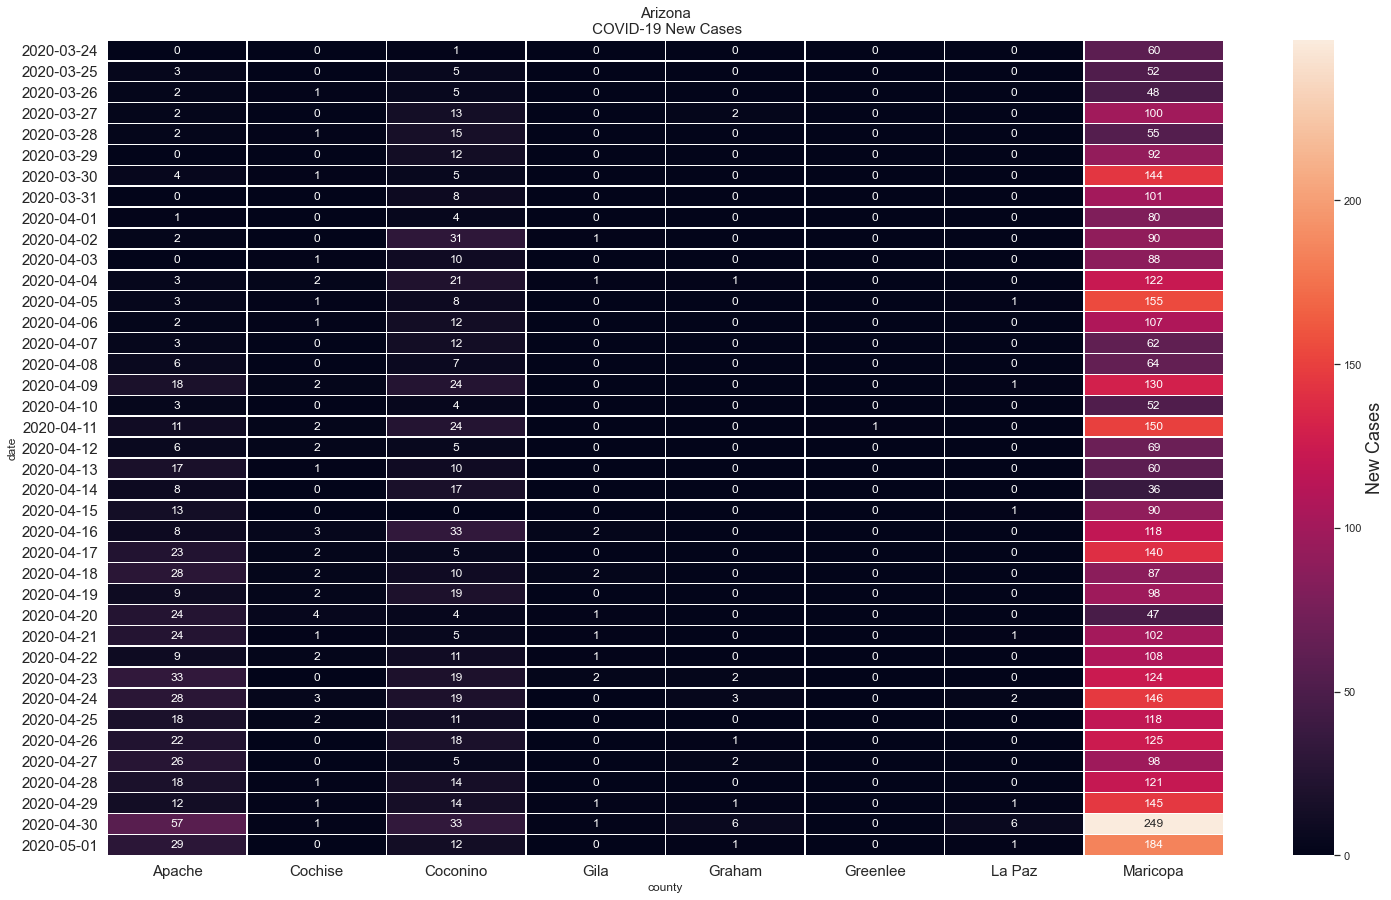 Arizona
COVID-19 New Cases
2020-03-24 0 0 1 0 0 0 0 60
2020-03-25 3 0 5 0 0 0 0 52
2020-03-26 2 1 5 0 0 0 0 48
2020-03-27 2 0 13 0 2 0 0 100
2020-03-28 2 1 15 0 0 0 0 55
2020-03-29 0 0 12 0 0 0 0 92
2020-03-30 4 1 5 0 0 0 0 144
2020-03-31 0 0 8 0 0 0 0 101
2020-04-01 1 0 4 0 0 0 0 80
200
2020-04-02 2 0 31 1 0 0 0 90
2020-04-03 0 1 10 0 0 0 0 88
2020-04-04 3 2 21 1 1 0 0 122
2020-04-05 3 1 8 0 0 0 1 155
2020-04-06 2 1 12 0 0 0 0 107
2020-04-07 3 0 12 0 0 0 0 62
2020-04-08 6 0 7 0 0 0 0 64
150
2020-04-09 18 2 24 0 0 0 1 130
2020-04-10 3 0 4 0 0 0 0 52
2020-04-11 11 2 24 0 0 1 0 150
date
New Cases
2020-04-12 6 2 5 0 0 0 0 69
2020-04-13 17 1 10 0 0 0 0 60
2020-04-14 8 0 17 0 0 0 0 36
2020-04-15 13 0 0 0 0 0 1 90
2020-04-16 8 3 33 2 0 0 0 118
100
2020-04-17 23 2 5 0 0 0 0 140
2020-04-18 28 2 10 2 0 0 0 87
2020-04-19 9 2 19 0 0 0 0 98
2020-04-20 24 4 4 1 0 0 0 47
2020-04-21 24 1 5 1 0 0 1 102
2020-04-22 9 2 11 1 0 0 0 108
2020-04-23 33 0 19 2 2 0 0 124
50
2020-04-24 28 3 19 0 3 0 2 146
2020-04-25 18 2 11 0 0 0 0 118
2020-04-26 22 0 18 0 1 0 0 125
2020-04-27 26 0 5 0 2 0 0 98
2020-04-28 18 1 14 0 0 0 0 121
2020-04-29 12 1 14 1 1 0 1 145
2020-04-30 57 1 33 1 6 0 6 249
2020-05-01 29 0 12 0 1 0 1 184
0
Apache Cochise Coconino Gila Graham Greenlee La Paz Maricopa
county